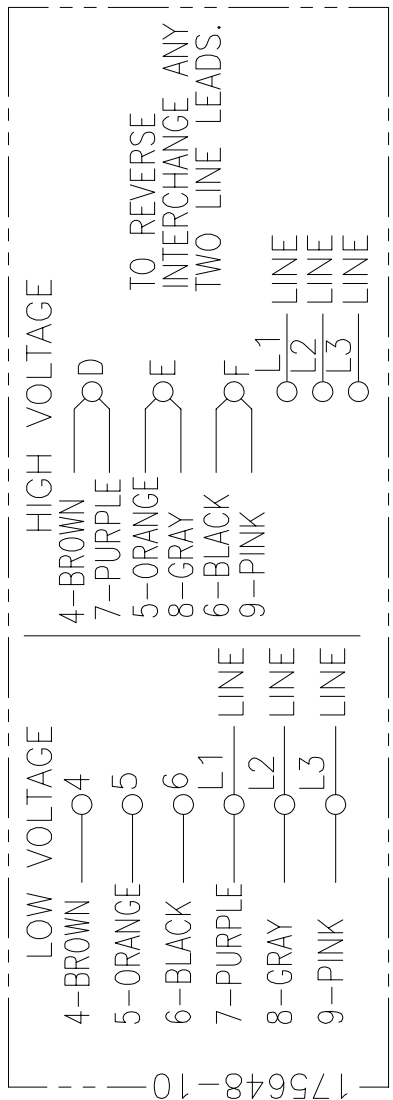 LOW VOLTAGE
4-BROWN 4
5-ORANGE 5
6-BLACK 6
7-PURPLE L1 LINE
8-GRAY L2 LINE
9-PINK L3 LINE
HIGH VOLTAGE
4-BROWN
7-PURPLE D
5-ORANGE
8-GRAY E
6-BLACK
9-PINK F
L1 LINE
L2 LINE
L3 LINE
TO REVERSE
INTERCHANGE ANY
TWO LINE LEADS.
175648-10